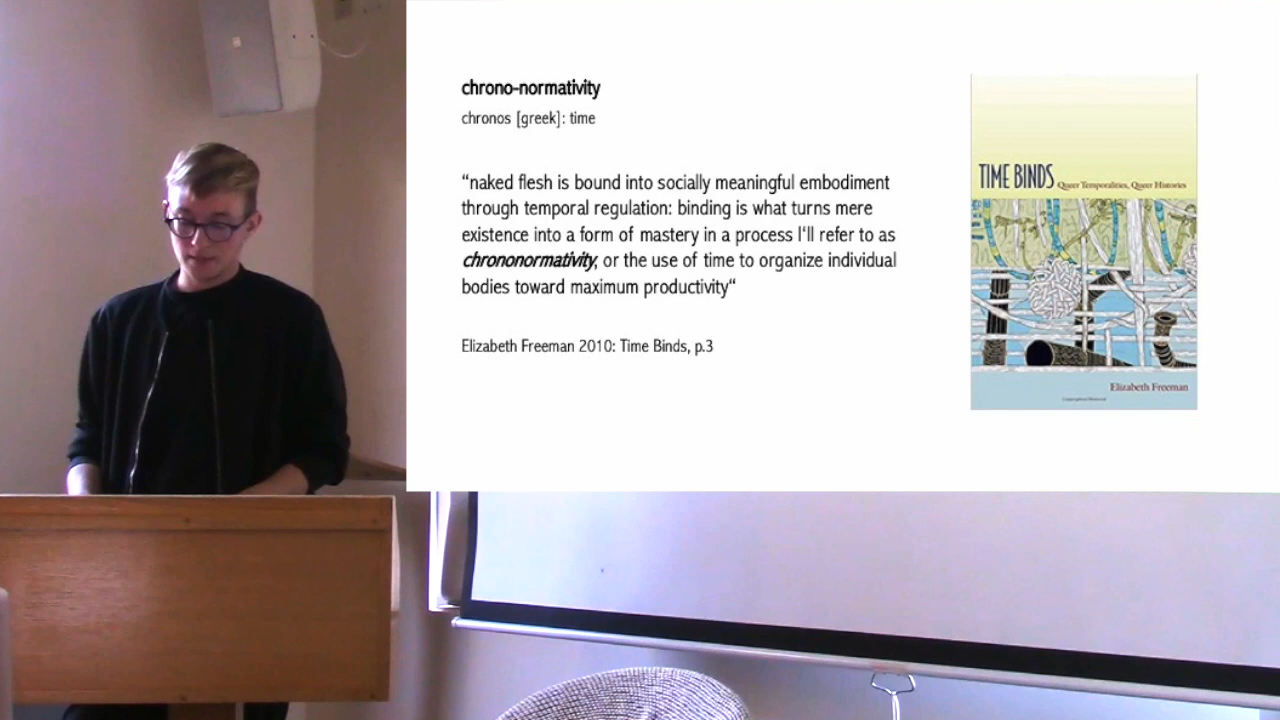 chrono-normativity
chronos [greek]: time
“naked flesh is bound into socially meaningful embodiment
through temporal regulation: binding is what turns mere
existence into a form of mastery in a process I‘ll refer to as
chrononormativity, or the use of time to organize individual
bodies toward maximum productivity“
Elizabeth Freeman 2010: Time Binds, p.3
TIME BINDS
Queer Temporalities, Queer Histories
Elizabeth Freeman